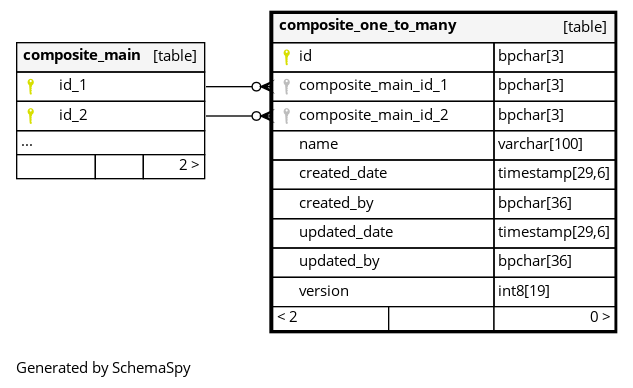 composite_main [table]
id_1
id_2
...
2 >
composite_one_to_many [table]
id bpchar[3]
composite_main_id_1 bpchar[3]
composite_main_id_2 bpchar[3]
name varchar[100]
created_date timestamp[29,6]
created_by bpchar[36]
updated_date timestamp[29,6]
updated_by bpchar[36]
version int8[19]
< 2 0 >
Generated by SchemaSpy